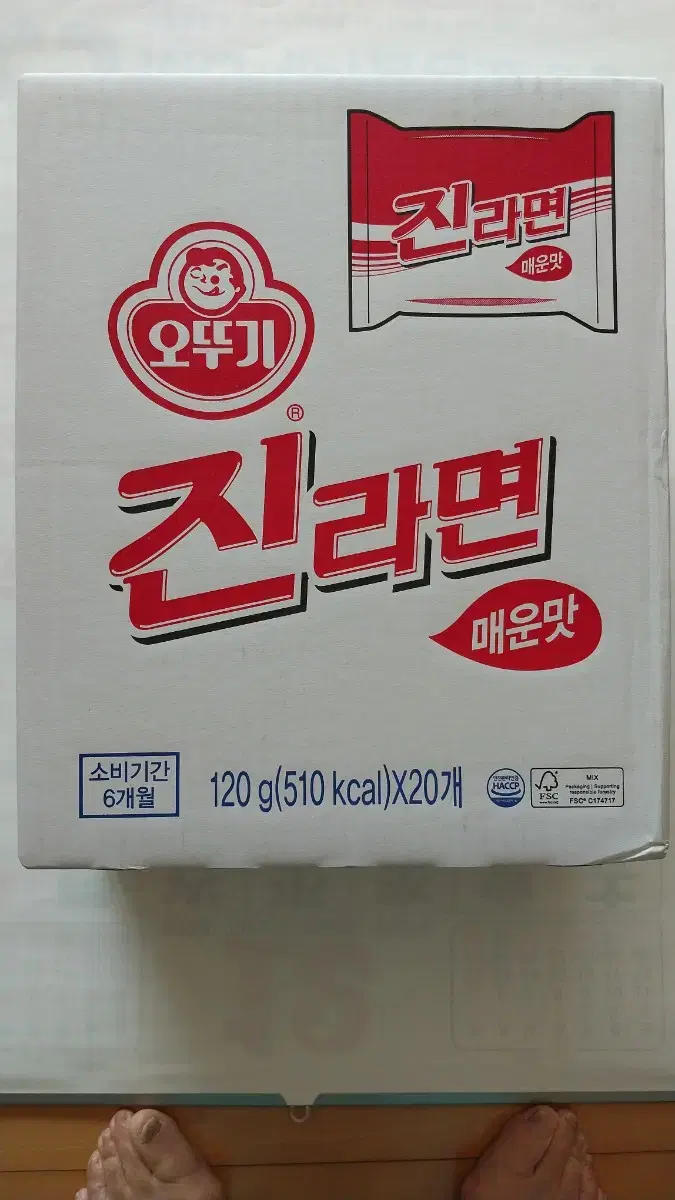 진라면
매운맛
오뚜기
®
진라면
매운맛
소비기간
6개월
120 g(510 kcal)X20개
HACCP
FSC
MIX
Packaging | Supporting
responsible forestry
FSC® C174717